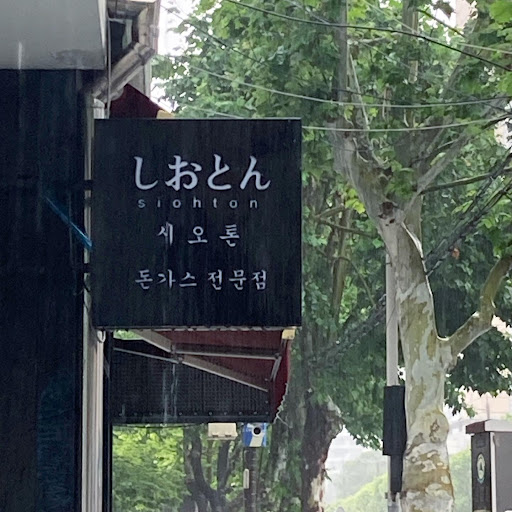 しおとん
siohton
시오톤
돈가스 전문점